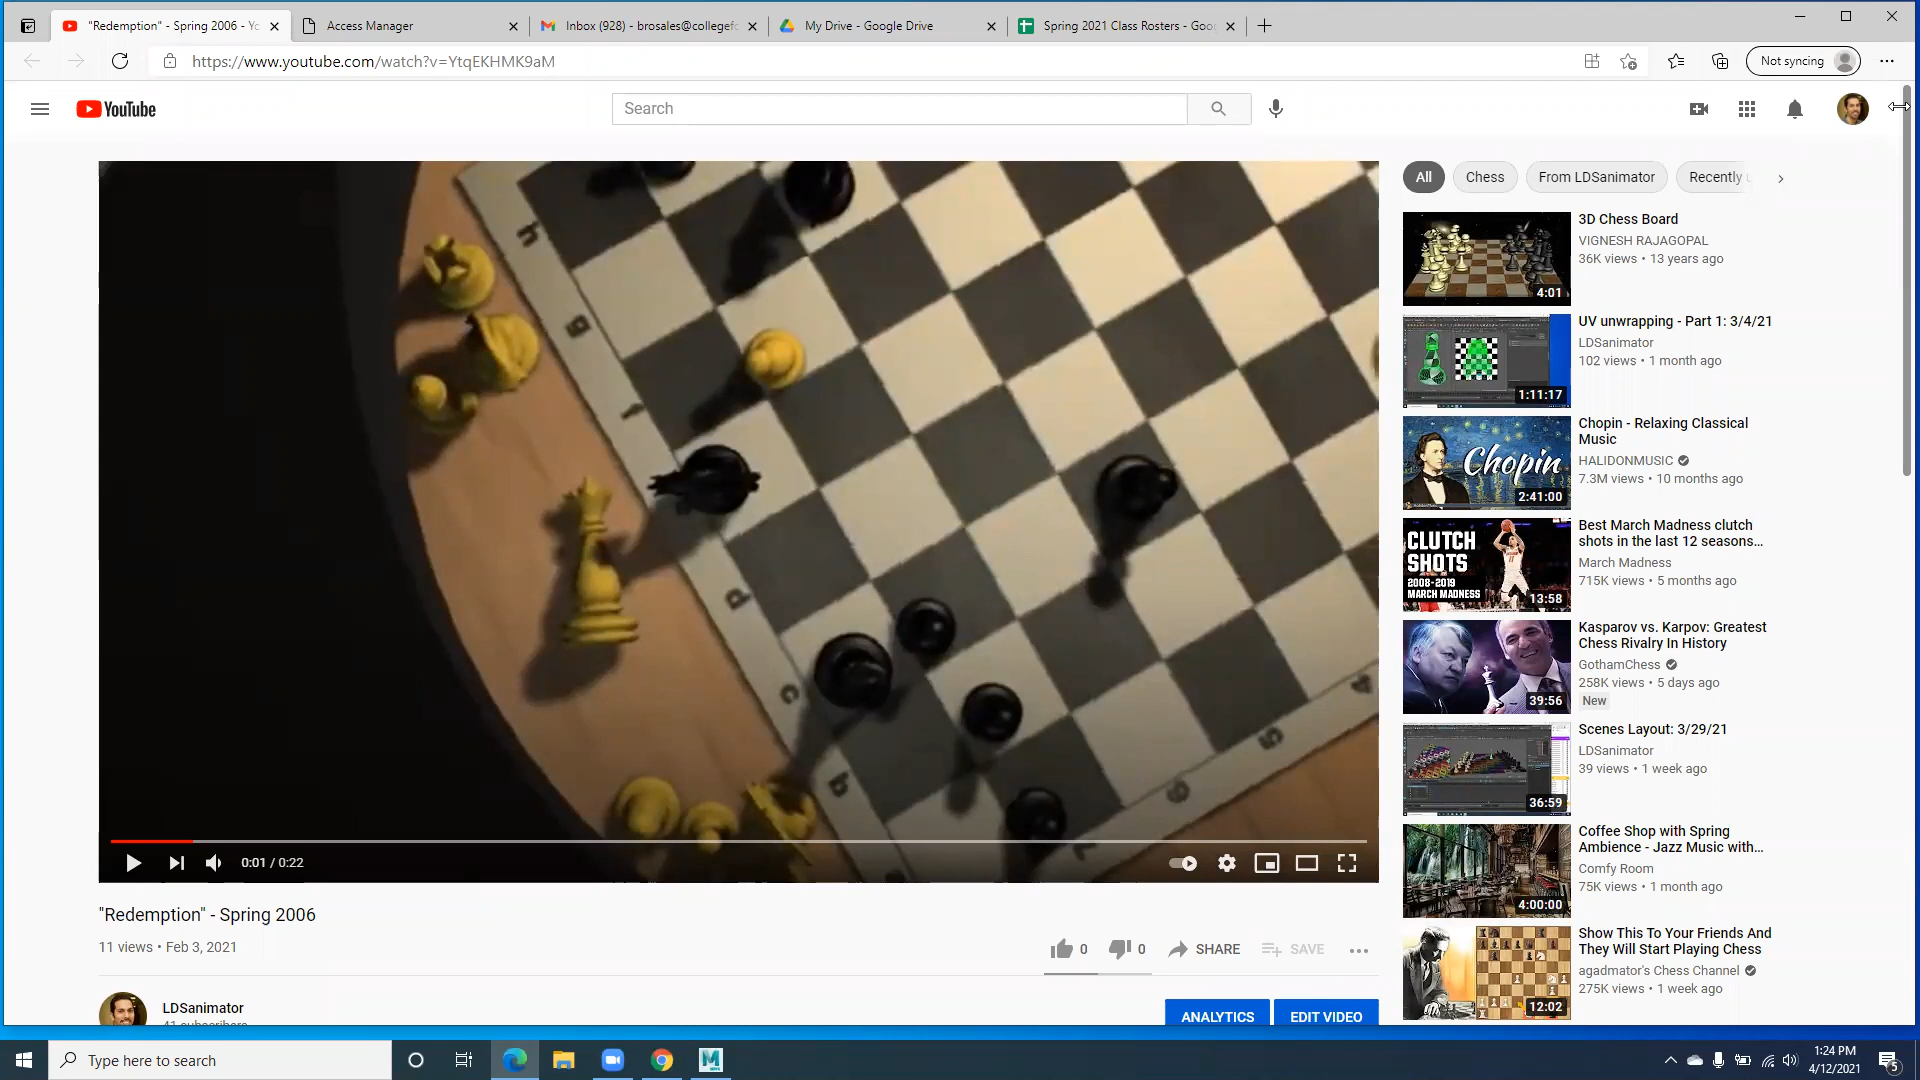 "Redemption" - Spring 2006 - Yo
Access Manager
Inbox (928) - brosales@collegefo
My Drive - Google Drive
Spring 2021 Class Rosters - Goo
https://www.youtube.com/watch?v=YtqEKHMK9aM
Not syncing
YouTube
Search
All
Chess
From LDSanimator
Recently u
3D Chess Board
VIGNESH RAJAGOPAL
36K views • 13 years ago
4:01
UV unwrapping - Part 1: 3/4/21
LDSanimator
102 views • 1 month ago
1:11:17
Chopin - Relaxing Classical
Music
HALIDONMUSIC
7.3M views • 10 months ago
Chopin
2:41:00
Best March Madness clutch
shots in the last 12 seasons...
March Madness
715K views • 5 months ago
CLUTCH
SHOTS
2008-2019
MARCH MADNESS
13:58
Kasparov vs. Karpov: Greatest
Chess Rivalry In History
GothamChess
258K views • 5 days ago
New
39:56
Scenes Layout: 3/29/21
LDSanimator
39 views • 1 week ago
36:59
Coffee Shop with Spring
Ambience - Jazz Music with...
Comfy Room
75K views • 1 month ago
4:00:00
Show This To Your Friends And
They Will Start Playing Chess
agadmator's Chess Channel
275K views • 1 week ago
12:02
h
g
f
d
c
b
4
5
6
7
8
0:01 / 0:22
"Redemption" - Spring 2006
11 views • Feb 3, 2021
0
0
SHARE
SAVE
LDSanimator
41 subscribers
ANALYTICS
EDIT VIDEO
Type here to search
M
1:24 PM
4/12/2021
5